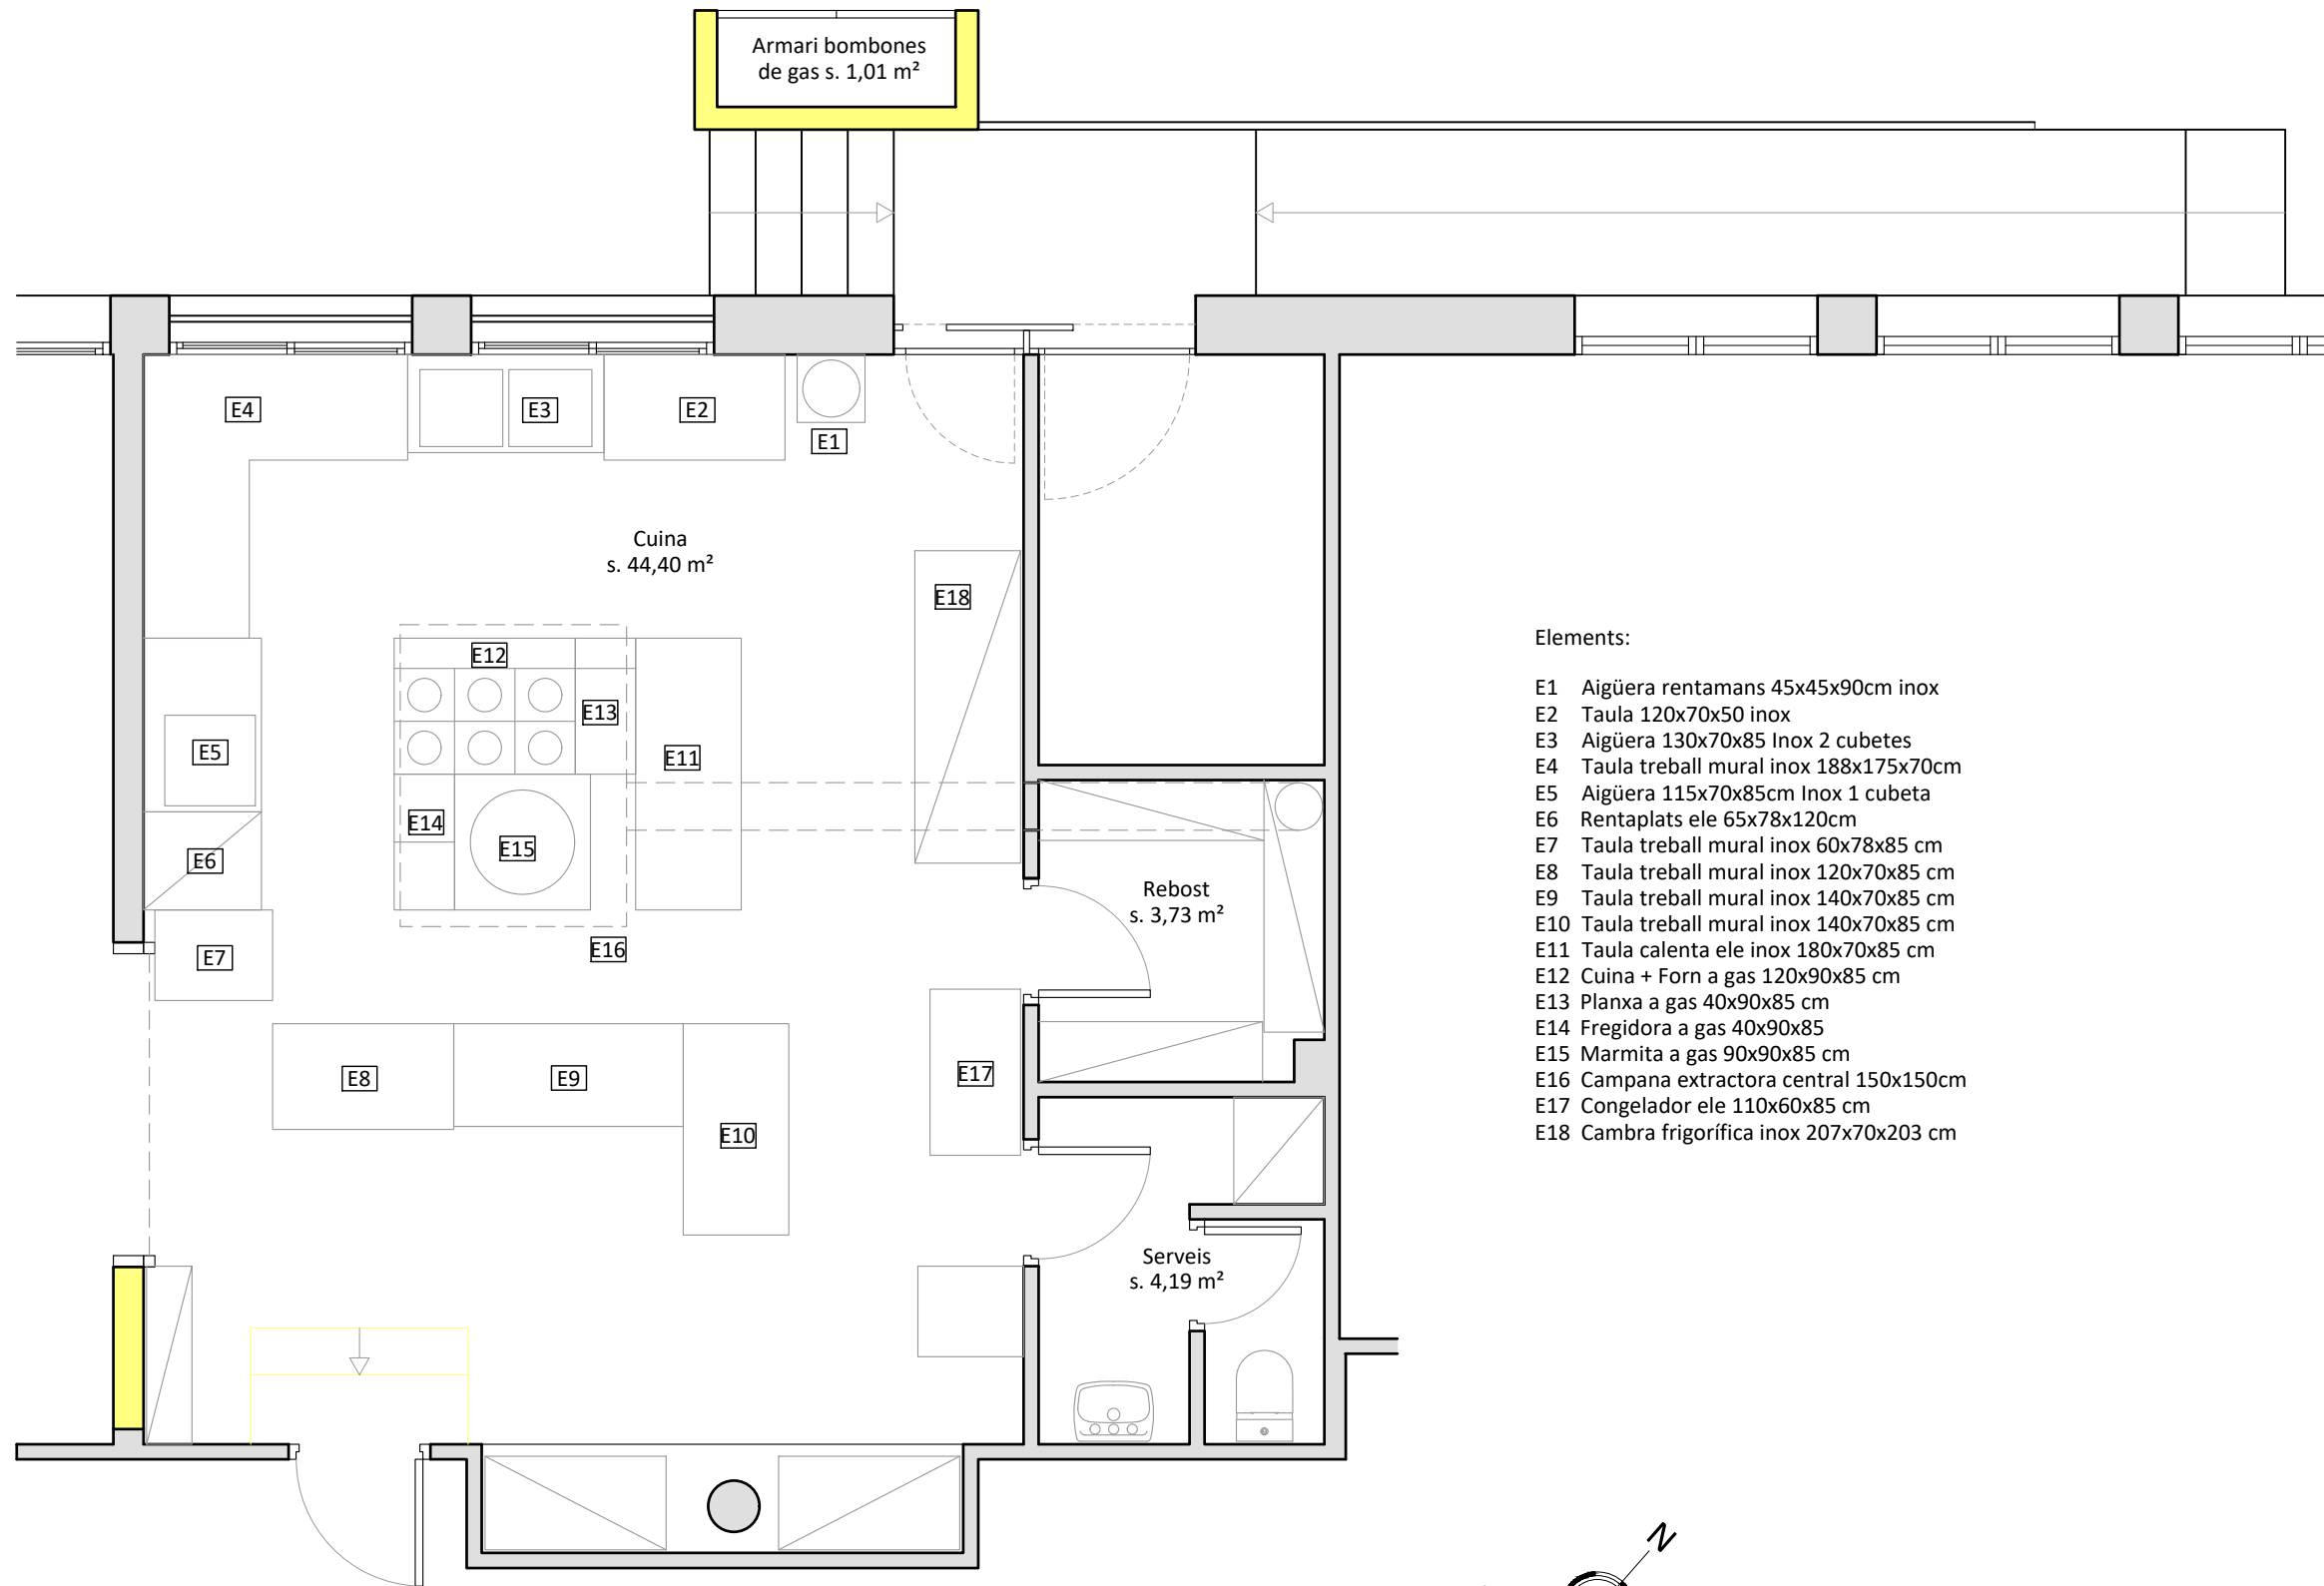 Armari bombones
de gas s. 1,01 m²
E4
E3
E2
E1
Cuina
s. 44,40 m²
E18
E12
E13
E5
E11
E14
E15
E6
E16
E7
Rebost
s. 3,73 m²
E8
E9
E17
E10
Serveis
s. 4,19 m²
Elements:
E1 Aigüera rentamans 45x45x90cm inox
E2 Taula 120x70x50 inox
E3 Aigüera 130x70x85 Inox 2 cubetes
E4 Taula treball mural inox 188x175x70cm
E5 Aigüera 115x70x85cm Inox 1 cubeta
E6 Rentaplats ele 65x78x120cm
E7 Taula treball mural inox 60x78x85 cm
E8 Taula treball mural inox 120x70x85 cm
E9 Taula treball mural inox 140x70x85 cm
E10 Taula treball mural inox 140x70x85 cm
E11 Taula calenta ele inox 180x70x85 cm
E12 Cuina + Forn a gas 120x90x85 cm
E13 Planxa a gas 40x90x85 cm
E14 Fregidora a gas 40x90x85
E15 Marmita a gas 90x90x85 cm
E16 Campana extractora central 150x150cm
E17 Congelador ele 110x60x85 cm
E18 Cambra frigorífica inox 207x70x203 cm
N